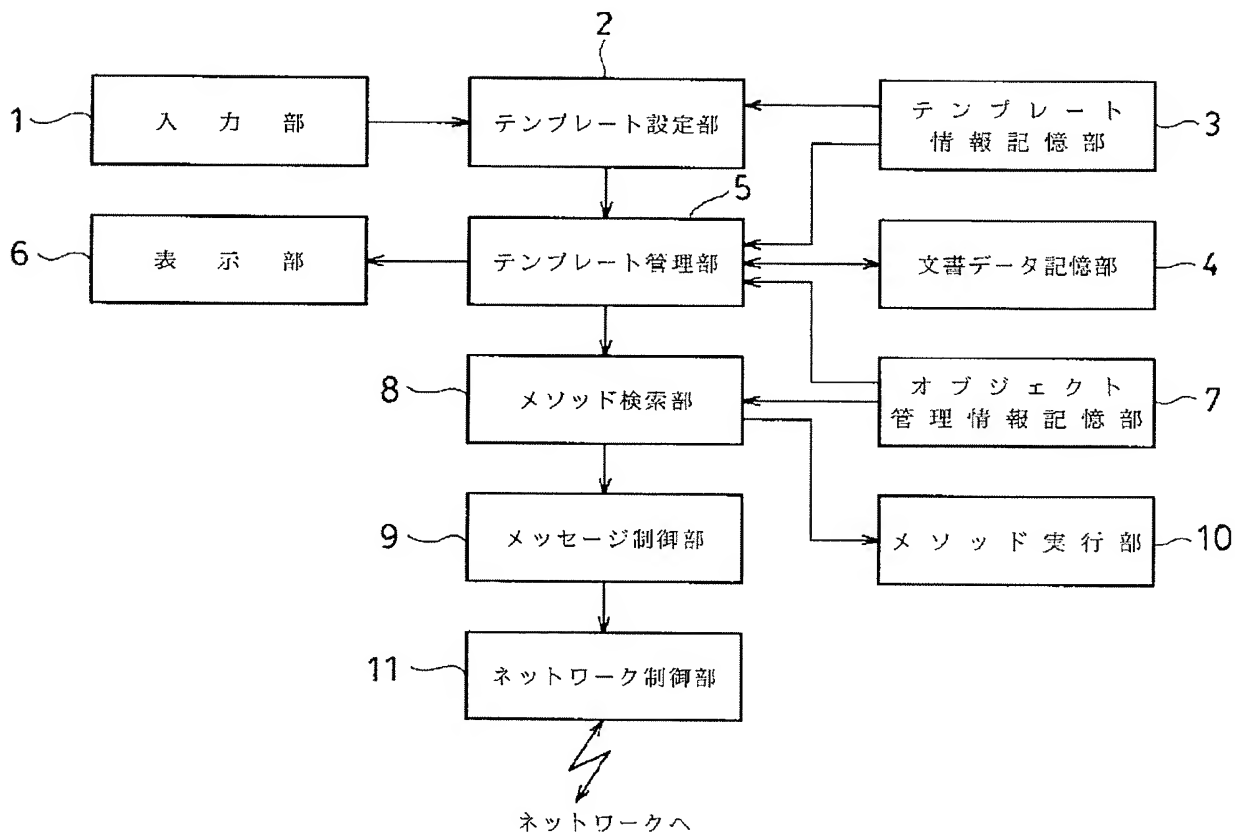 2
1
入力部
テンプレート設定部
テンプレート
情報記憶部
3
5
6
表示部
テンプレート管理部
文書データ記憶部
4
8
メソッド検索部
オブジェクト
管理情報記憶部
7
9
メッセージ制御部
メソッド実行部
10
11
ネットワーク制御部
ネットワークへ